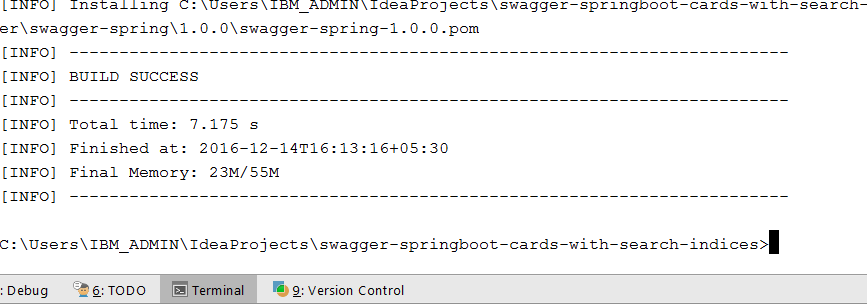 [INFO] Installing C:\Users\IBM_ADMIN\IdeaProjects\swagger-springboot-cards-with-search-
er\swagger-spring\1.0.0\swagger-spring-1.0.0.pom
[INFO] ------------------------------------------------------------------------
[INFO] BUILD SUCCESS
[INFO] ------------------------------------------------------------------------
[INFO] Total time: 7.175 s
[INFO] Finished at: 2016-12-14T16:13:16+05:30
[INFO] Final Memory: 23M/55M
[INFO] ------------------------------------------------------------------------
C:\Users\IBM_ADMIN\IdeaProjects\swagger-springboot-cards-with-search-indices>
: Debug 6: TODO Terminal 9: Version Control